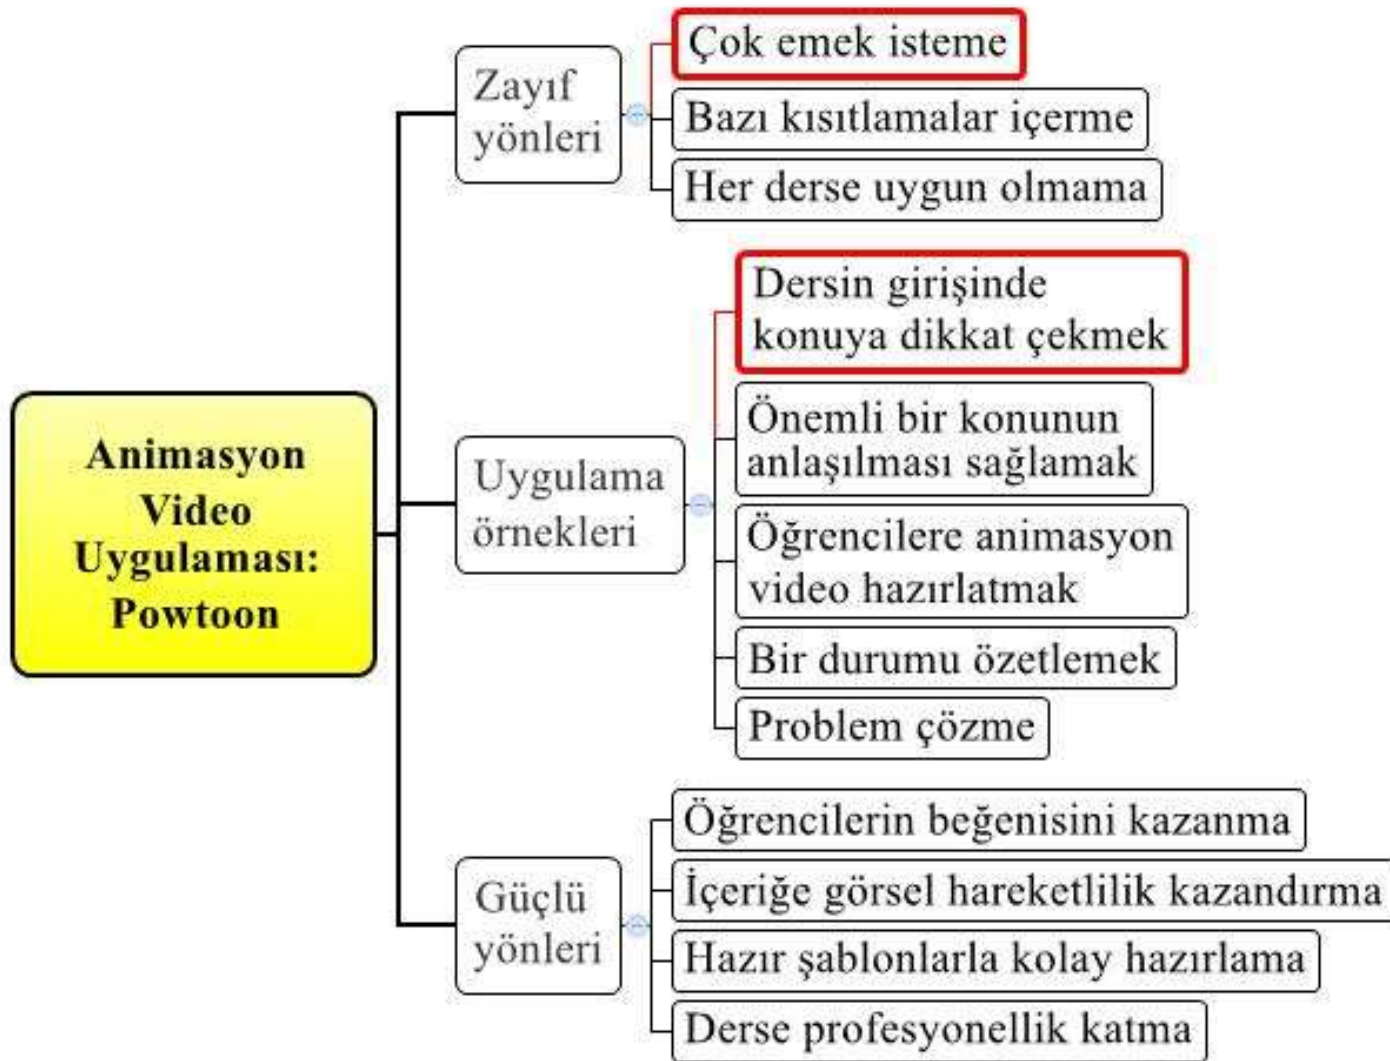 Animasyon
Video
Uygulaması:
Powtoon
Zayıf
yönleri
Çok emek isteme
Bazı kısıtlamalar içerme
Her derse uygun olmama
Uygulama
örnekleri
Dersin girişinde
konuya dikkat çekmek
Önemli bir konunun
anlaşılması sağlamak
Öğrencilere animasyon
video hazırlatmak
Bir durumu özetlemek
Problem çözme
Güçlü
yönleri
Öğrencilerin beğenisini kazanma
İçeriğe görsel hareketlilik kazandırma
Hazır şablonlarla kolay hazırlama
Derse profesyonellik katma